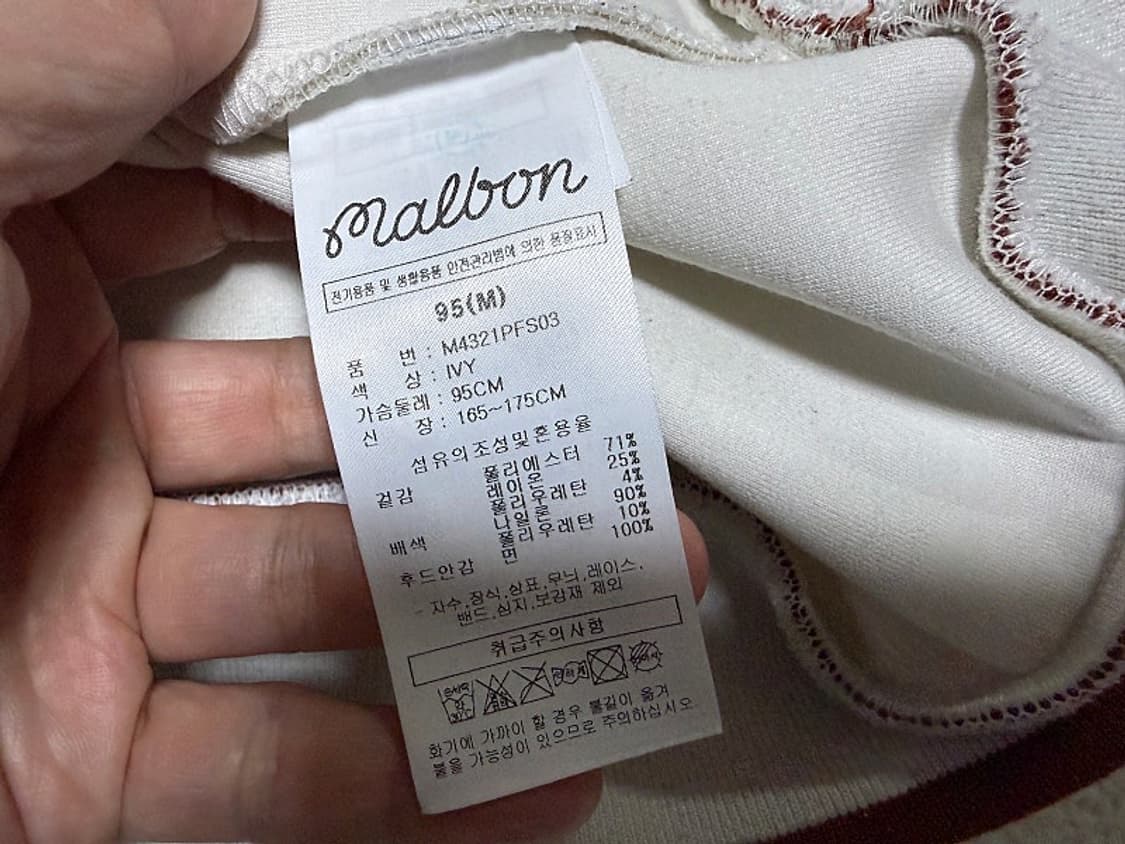 malbon
전기용품 및 생활용품 안전관리법에 의한 품질표시
95(M)
품 번 : M4321PFS03
색 상 : IVY
가슴둘레 : 95CM
신 장 : 165~175CM
섬유의조성및혼용율
겉감 폴리에스터 71%
레이온 25%
폴리우레탄 4%
배색 나일론 90%
폴리우레탄 10%
후드안감 면 100%
- 자수,장식,상표,무늬,레이스,
밴드,심지,보강재 제외
취급주의사항
화기에 가까이 할 경우 불길이 옮겨
붙을 가능성이 있으므로 주의하십시오